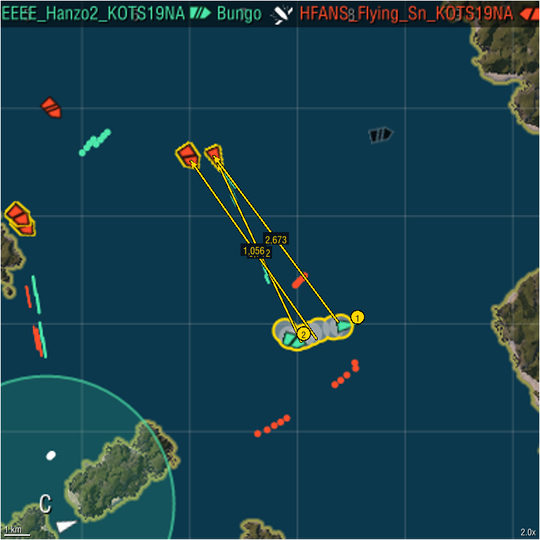 EEEE_Hanzo2_KOTS19NA Bungo HFANS_Flying_Sn_KOTS19NA
2,673
1,056
1
2
C
1 km
2.0x